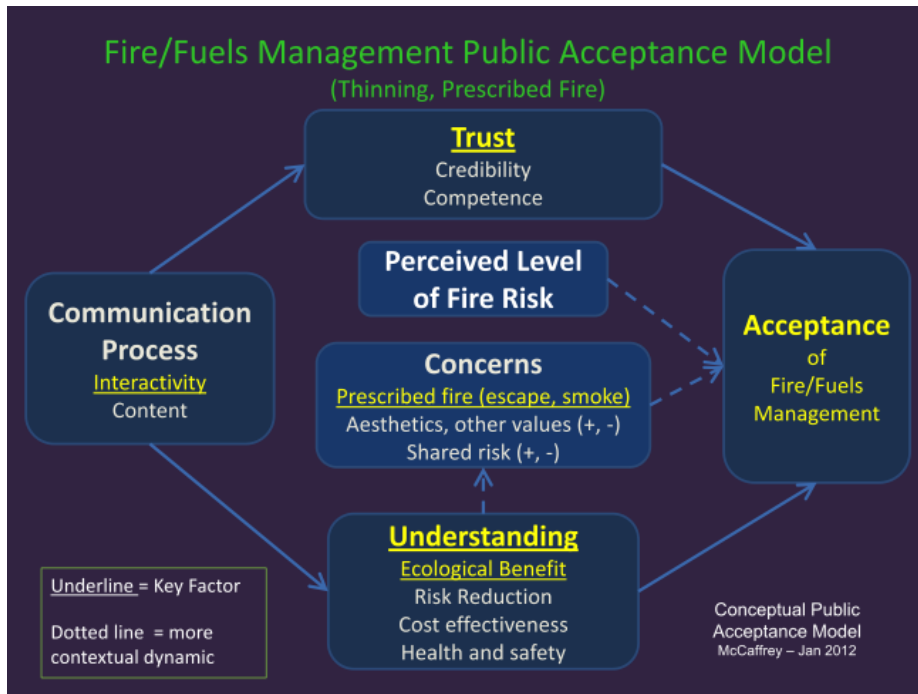 Fire/Fuels Management Public Acceptance Model
(Thinning, Prescribed Fire)
Trust
Credibility
Competence
Perceived Level
of Fire Risk
Communication
Process
Interactivity
Content
Concerns
Prescribed fire (escape, smoke)
Aesthetics, other values (+, -)
Shared risk (+, -)
Acceptance
of
Fire/Fuels
Management
Understanding
Ecological Benefit
Risk Reduction
Cost effectiveness
Health and safety
Underline = Key Factor
Dotted line = more
contextual dynamic
Conceptual Public
Acceptance Model
McCaffrey – Jan 2012